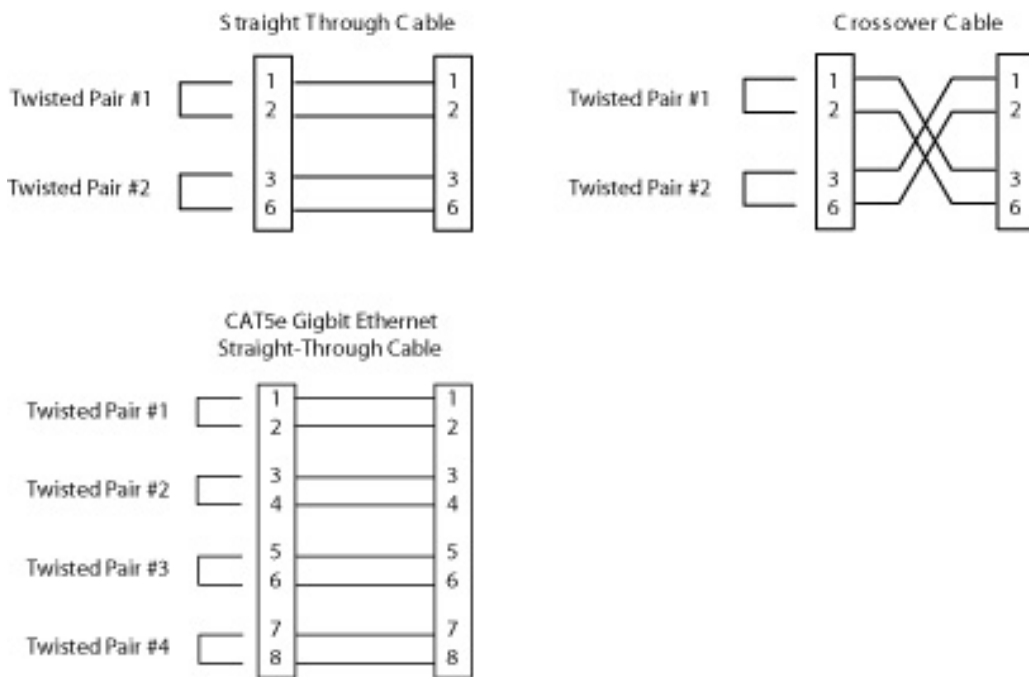 Straight Through Cable
Twisted Pair #1
1 1
2 2
Twisted Pair #2
3 3
6 6
Crossover Cable
Twisted Pair #1
1 1
2 2
Twisted Pair #2
3 3
6 6
CAT5e Gigbit Ethernet
Straight-Through Cable
Twisted Pair #1
1 1
2 2
Twisted Pair #2
3 3
4 4
Twisted Pair #3
5 5
6 6
Twisted Pair #4
7 7
8 8